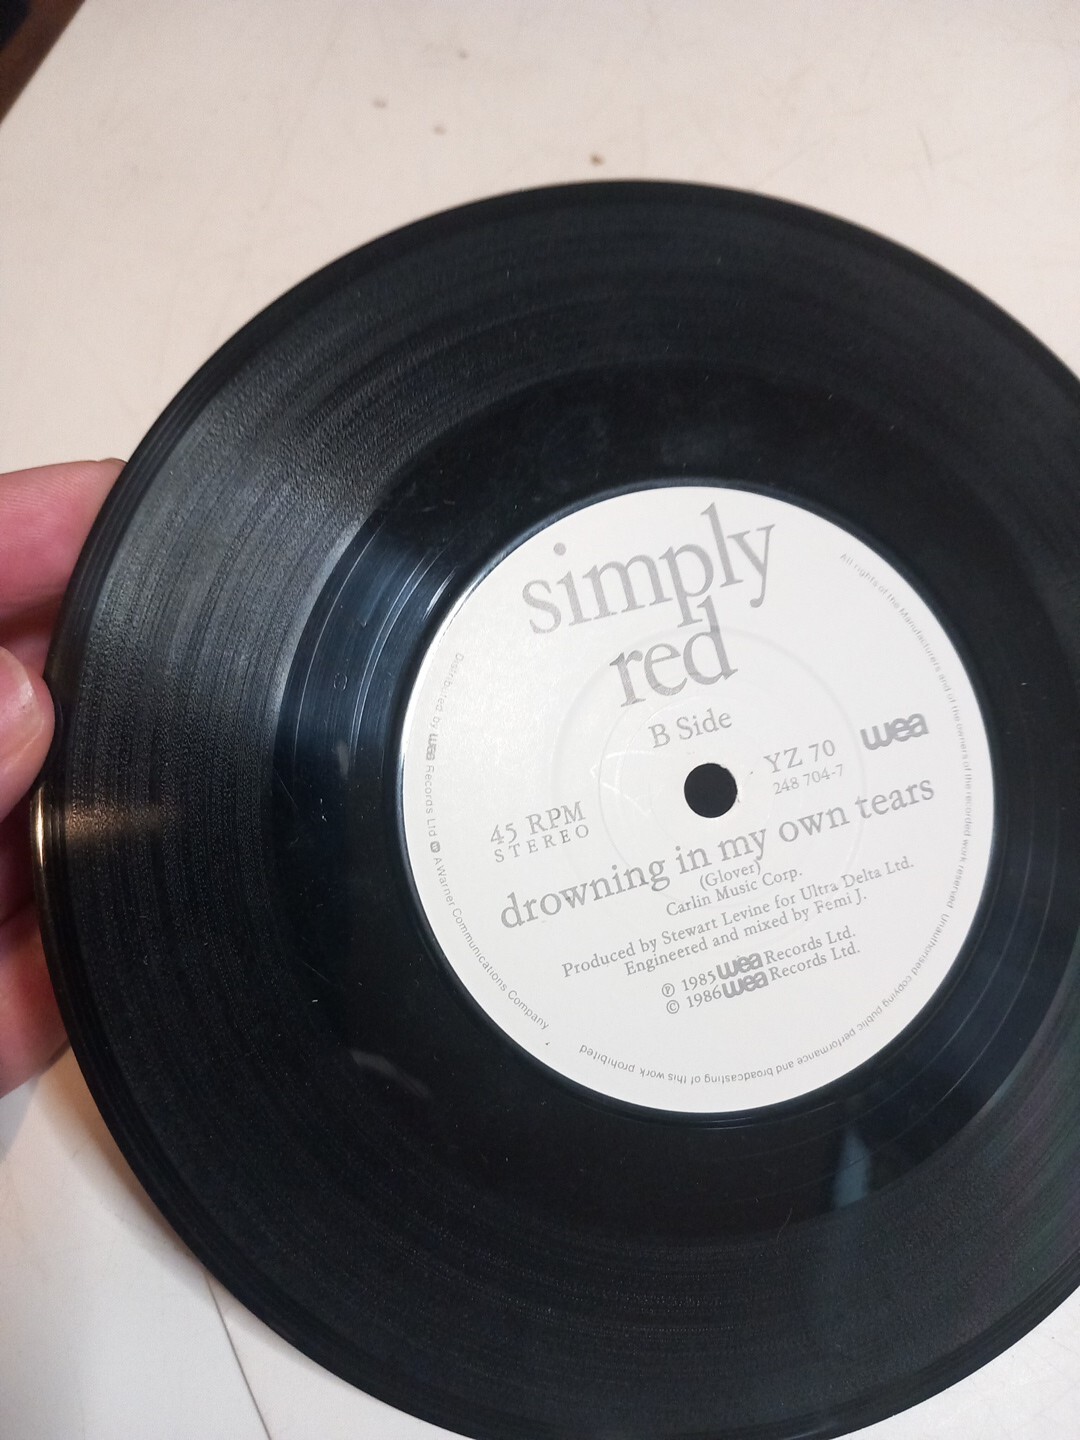 simply
red
B Side
wea
YZ 70
248 704-7
45 RPM
STEREO
drowning in my own tears
(Glover)
Carlin Music Corp.
Produced by Stewart Levine for Ultra Delta Ltd.
Engineered and mixed by Femi J.
℗ 1985 wea Records Ltd.
© 1986 wea Records Ltd.
Distributed by wea Records Ltd. A Warner Communications Company
All rights of the Manufacturers and of the owners of the recorded work reserved. Unauthorised copying public performance and broadcasting of this work prohibited